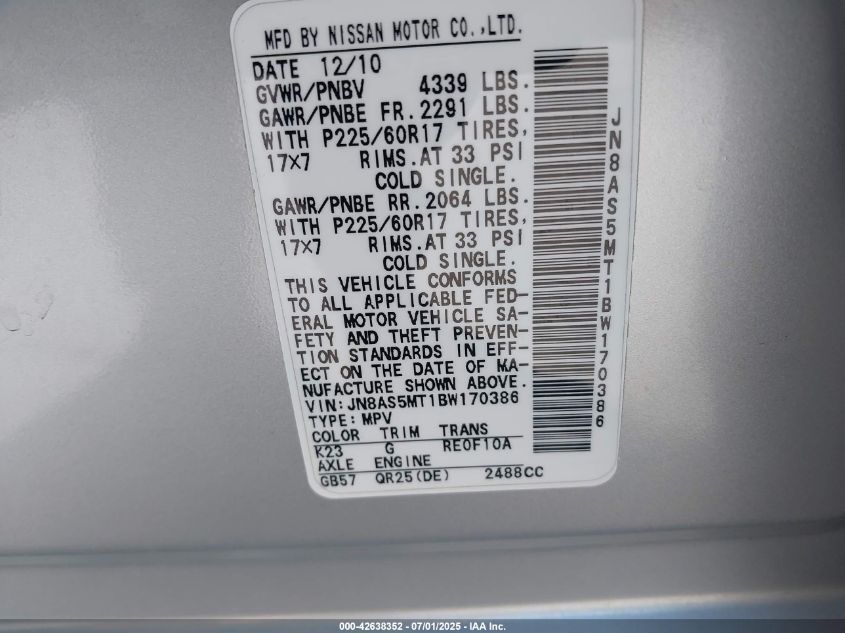 MFD BY NISSAN MOTOR CO.,LTD.
DATE 12/10
GVWR/PNBV 4339 LBS.
GAWR/PNBE FR.2291 LBS.
WITH P225/60R17 TIRES,
17X7 RIMS.AT 33 PSI
COLD SINGLE.
GAWR/PNBE RR.2064 LBS.
WITH P225/60R17 TIRES,
17X7 RIMS.AT 33 PSI
COLD SINGLE.
THIS VEHICLE CONFORMS
TO ALL APPLICABLE FED-
ERAL MOTOR VEHICLE SA-
FETY AND THEFT PREVEN-
TION STANDARDS IN EFF-
ECT ON THE DATE OF MA-
NUFACTURE SHOWN ABOVE.
VIN:JN8AS5MT1BW170386
TYPE:MPV
COLOR TRIM TRANS
K23 G RE0F10A
AXLE ENGINE
GB57 QR25(DE) 2488CC
JN8AS5MT1BW170386
000-42638352 - 07/01/2025 - IAA Inc.